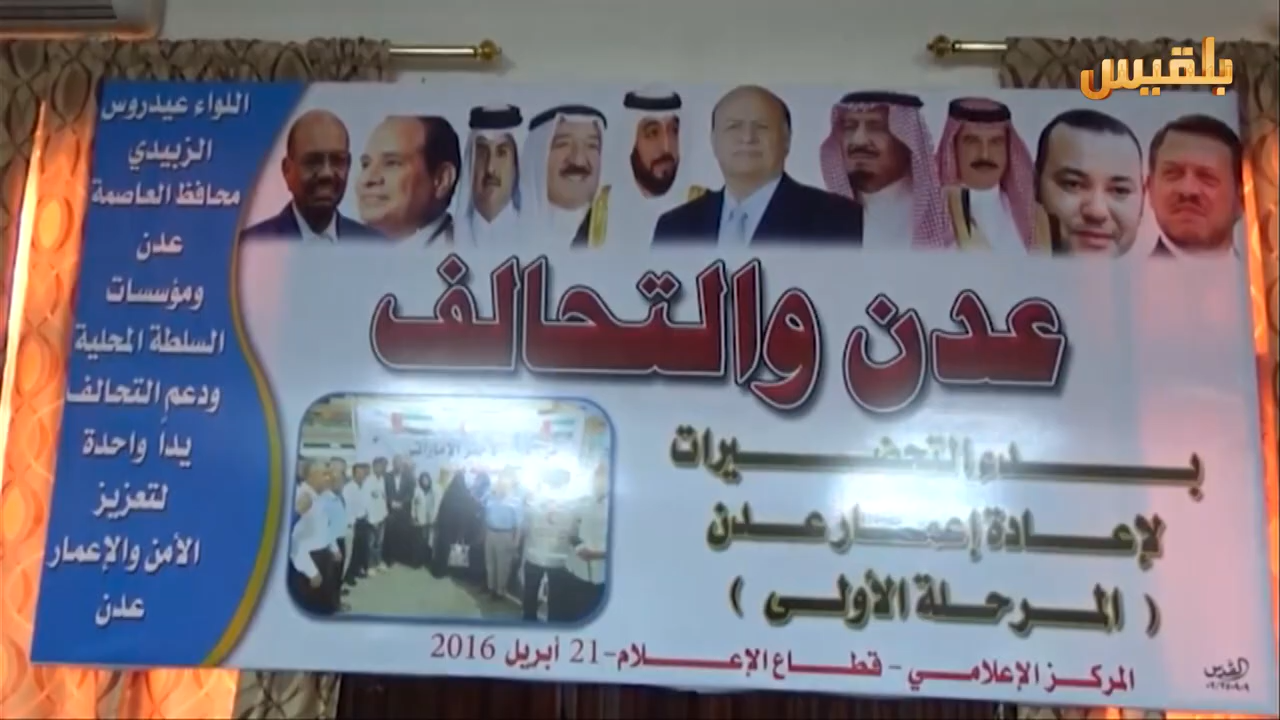 بلقيس
عدن والتحالف
بدء التحضيرات
لإعادة إعمار عدن
( المرحلة الأولى )
المركز الإعلامي - قطاع الإعلام - 21 أبريل 2016
اللواء عيدروس
الزبيدي
محافظ العاصمة
عدن
ومؤسسات
السلطة المحلية
ودعم التحالف
يداً واحدة
لتعزيز
الأمن والإعمار
عدن
القدس